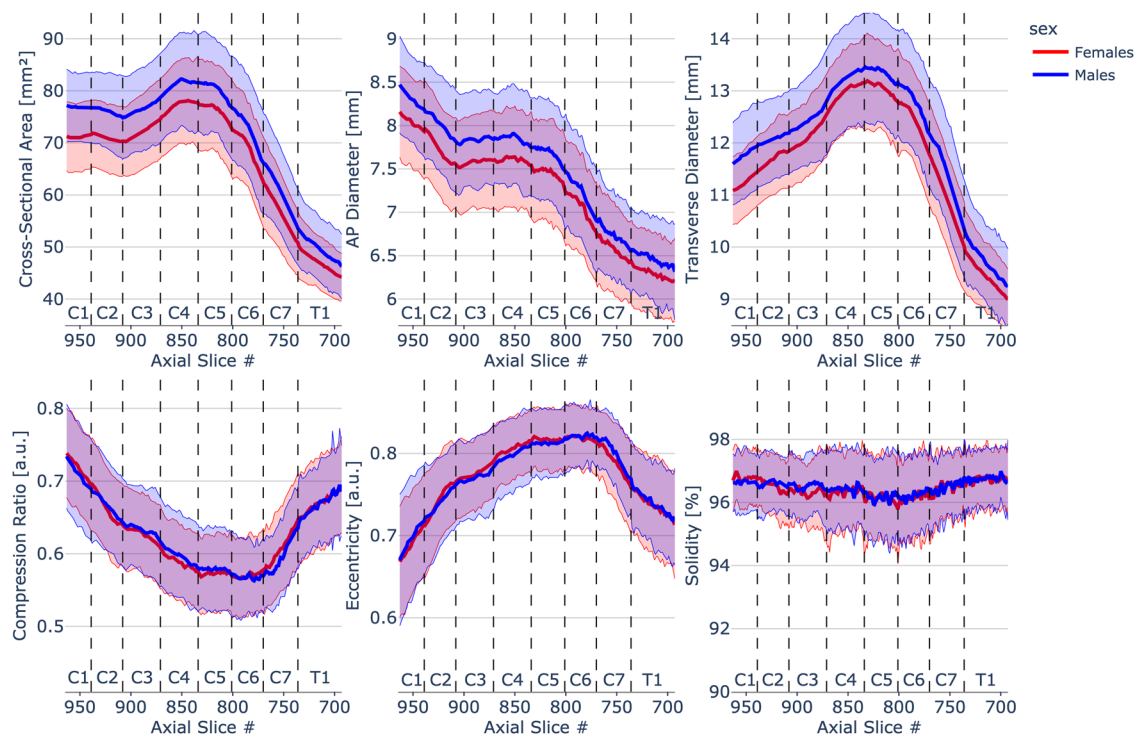 Cross-Sectional Area [mm²]
90
80
70
60
50
40
C1 C2 C3 C4 C5 C6 C7 T1
950 900 850 800 750 700
Axial Slice #
AP Diameter [mm]
9
8.5
8
7.5
7
6.5
6
C1 C2 C3 C4 C5 C6 C7 T1
950 900 850 800 750 700
Axial Slice #
Transverse Diameter [mm]
14
13
12
11
10
9
C1 C2 C3 C4 C5 C6 C7 T1
950 900 850 800 750 700
Axial Slice #
sex
Females
Males
Compression Ratio [a.u.]
0.8
0.7
0.6
0.5
C1 C2 C3 C4 C5 C6 C7 T1
950 900 850 800 750 700
Axial Slice #
Eccentricity [a.u.]
0.8
0.7
0.6
C1 C2 C3 C4 C5 C6 C7 T1
950 900 850 800 750 700
Axial Slice #
Solidity [%]
98
96
94
92
90
C1 C2 C3 C4 C5 C6 C7 T1
950 900 850 800 750 700
Axial Slice #